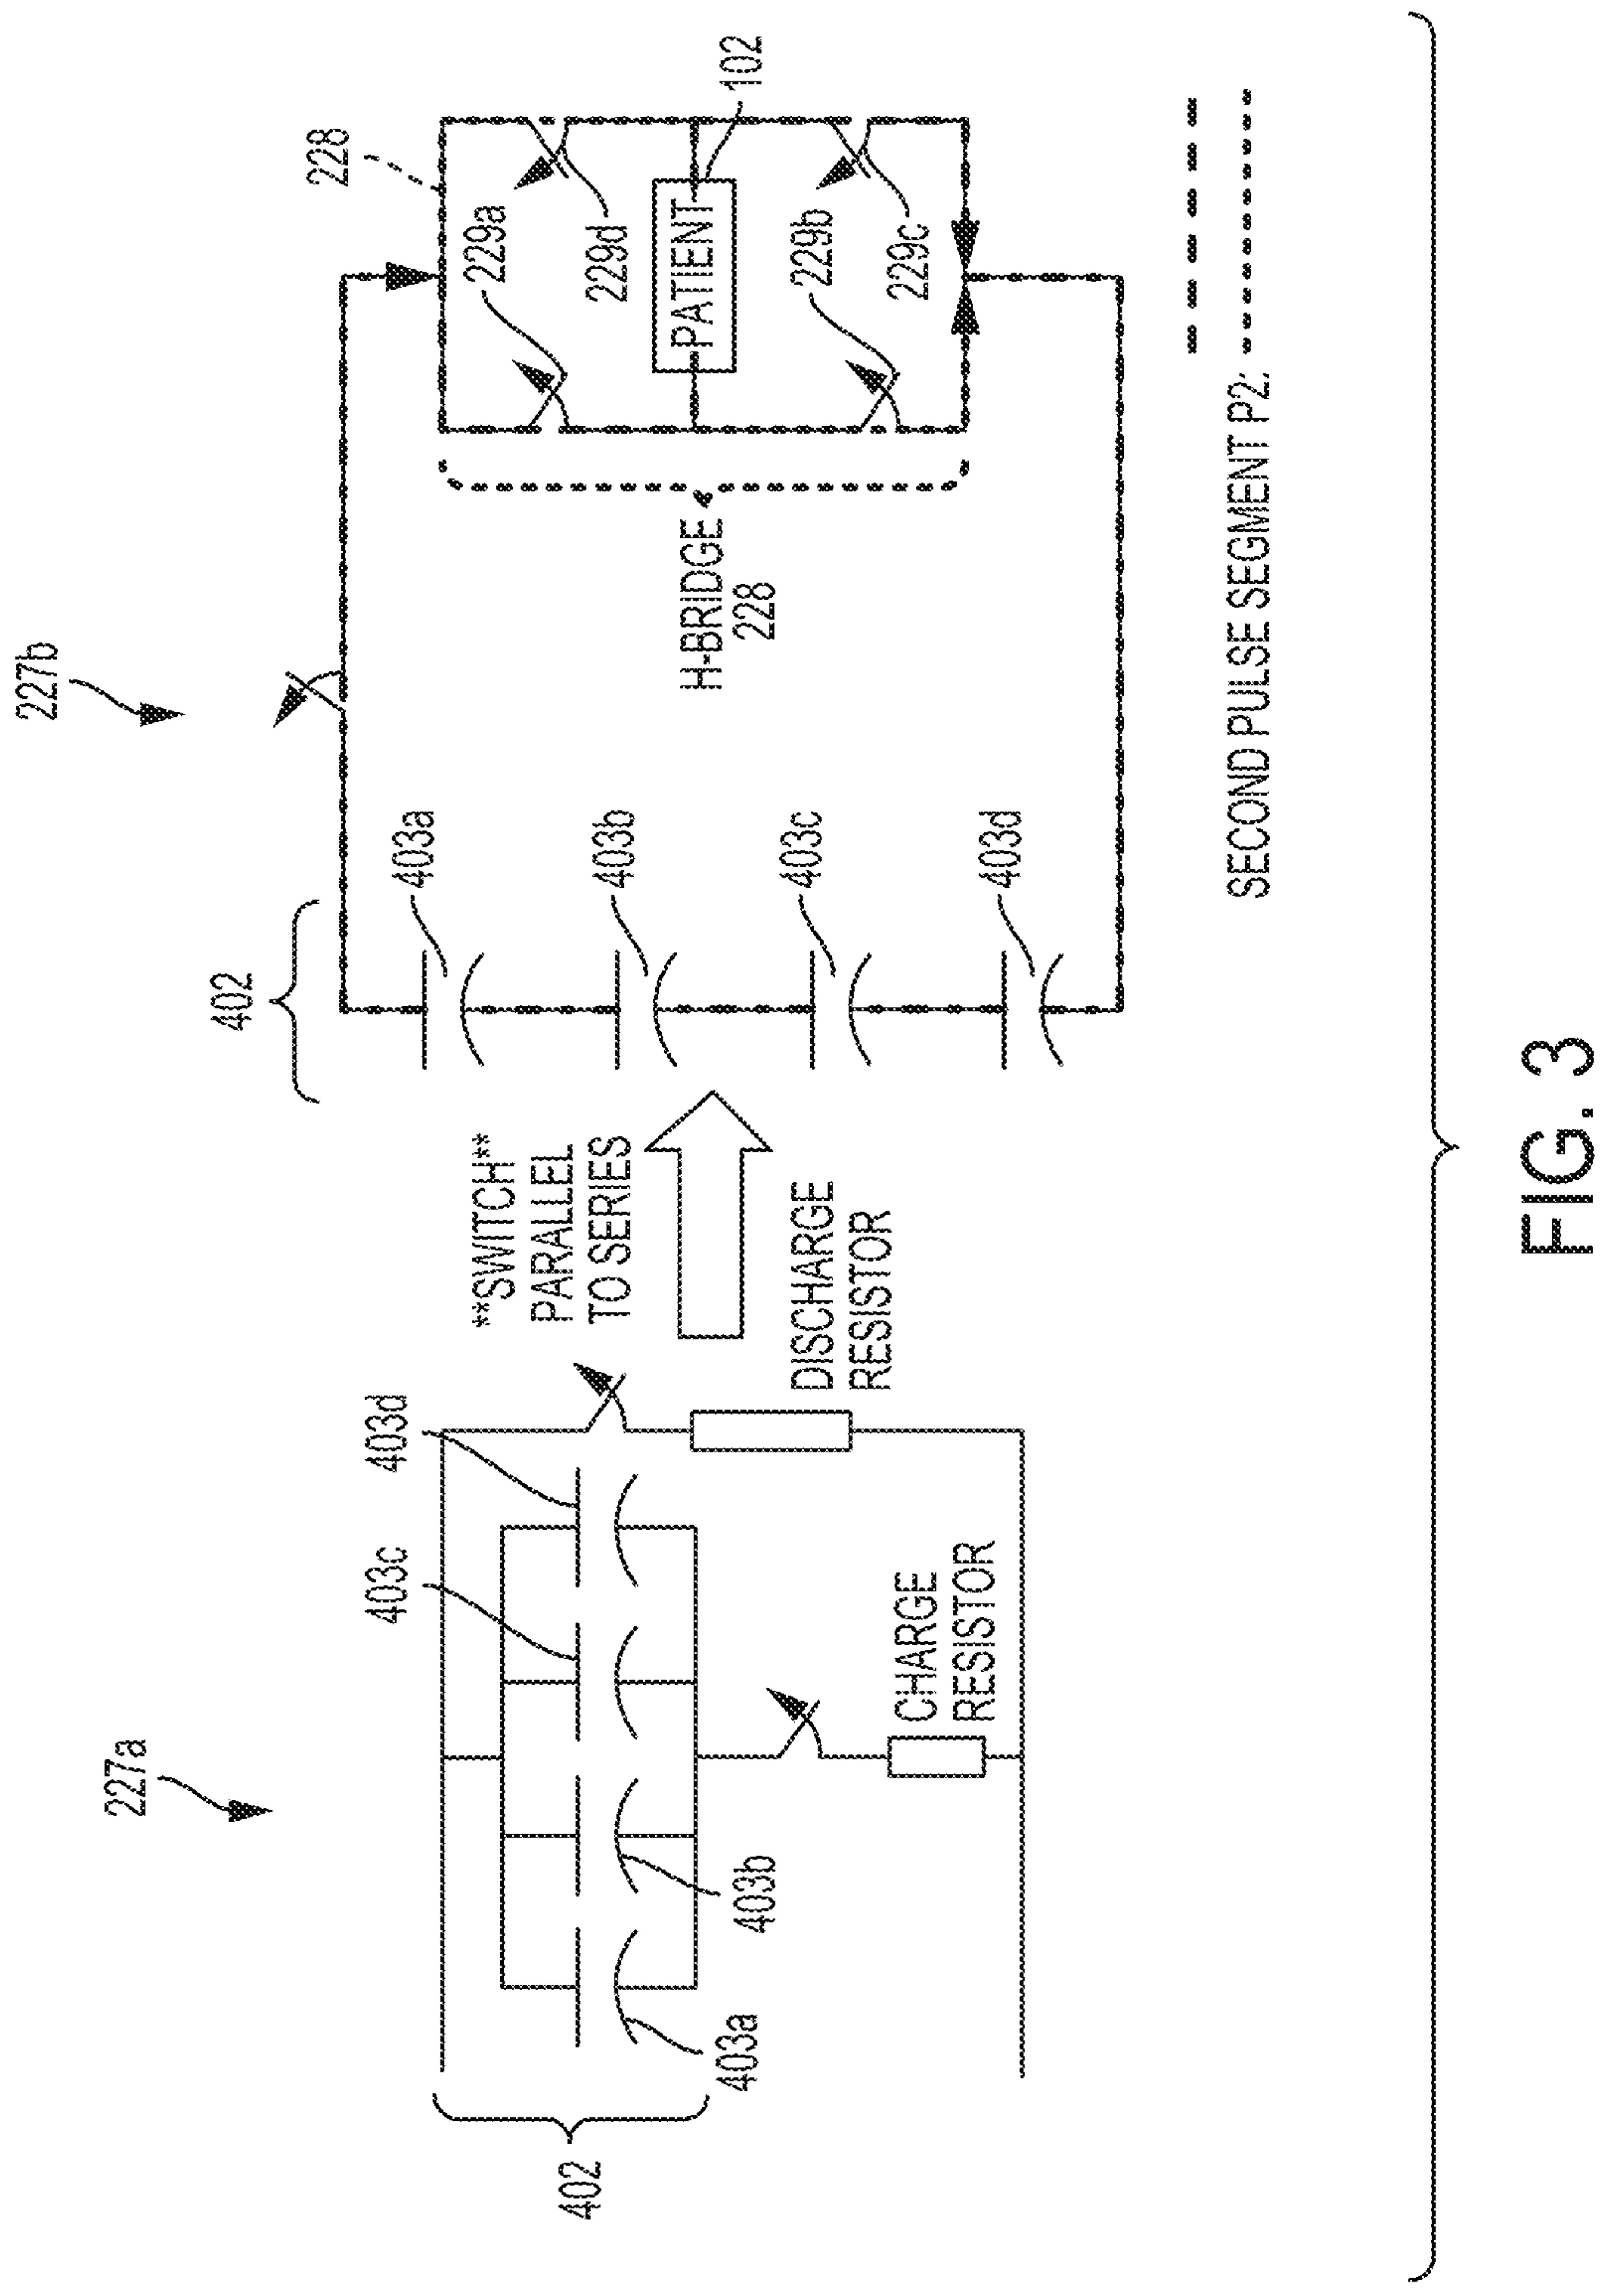 227a
402
403a
403b
403c
403d
CHARGE
RESISTOR
DISCHARGE
RESISTOR
**SWITCH**
PARALLEL
TO SERIES
227b
402
403a
403b
403c
403d
H-BRIDGE
228
228
229a
229d
PATIENT
102
229b
229c
SECOND PULSE SEGMENT P2:
FIG. 3